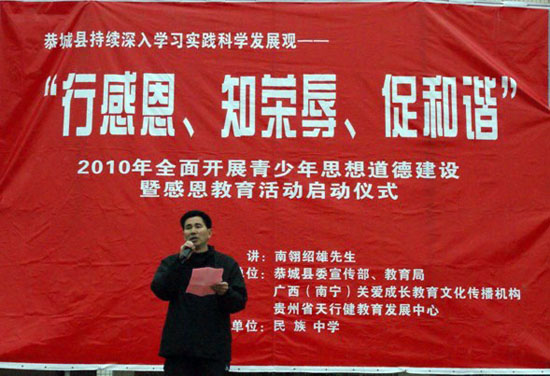 恭城县持续深入学习实践科学发展观——
“行感恩、知荣辱、促和谐”
2010年全面开展青少年思想道德建设
暨感恩教育活动启动仪式
讲：南翎绍雄先生
单位：恭城县委宣传部、教育局
广西（南宁）关爱成长教育文化传播机构
贵州省天行健教育发展中心
单位：民族中学